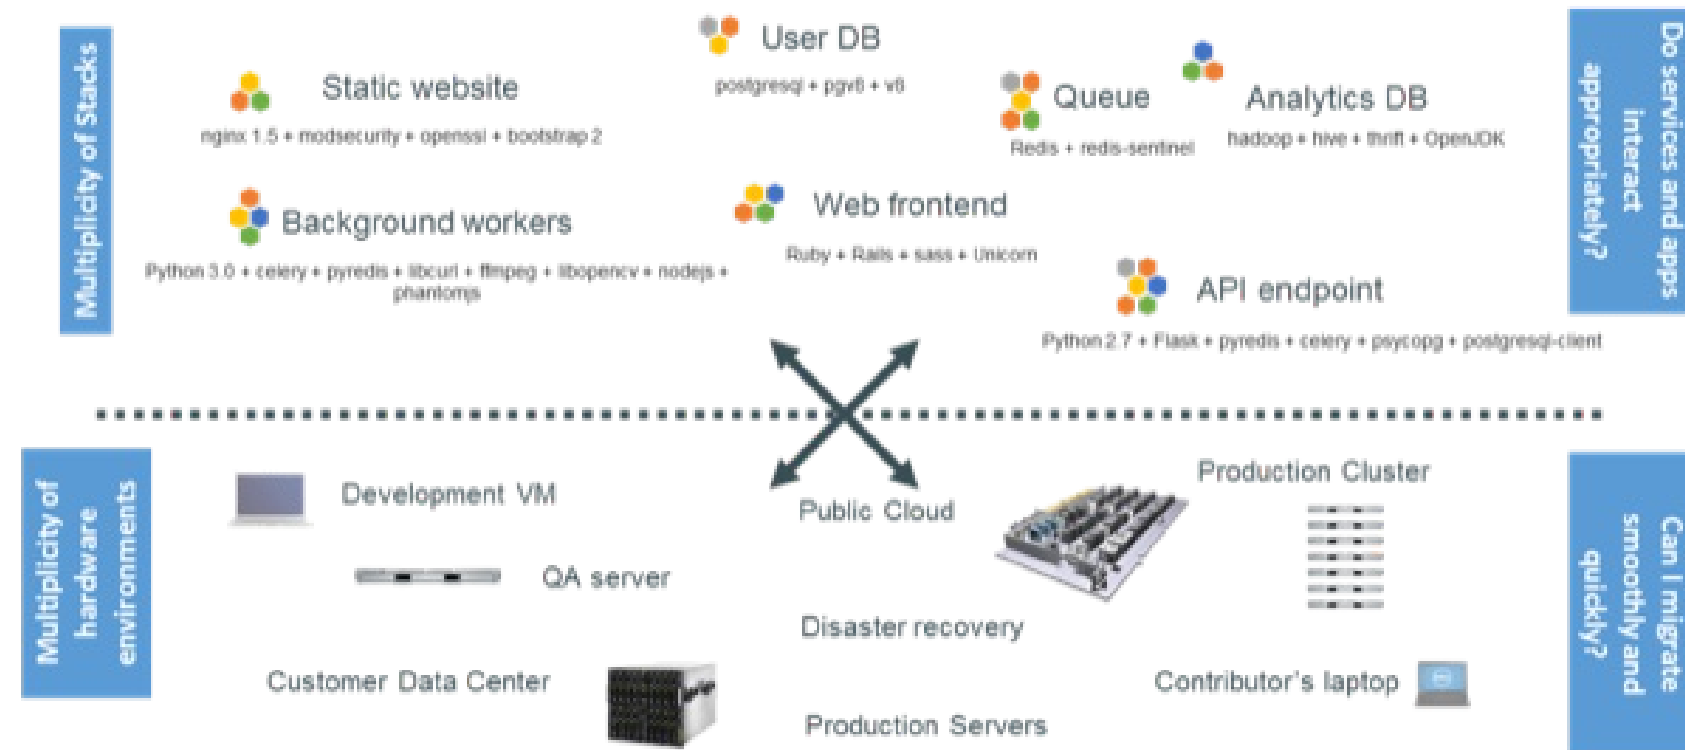 Multiplicity of Stacks
Static website
nginx 1.5 + modsecurity + openssl + bootstrap 2
User DB
postgresql + pgv8 + v8
Queue
Redis + redis-sentinel
Analytics DB
hadoop + hive + thrift + OpenJDK
Background workers
Python 3.0 + celery + pyredis + libcurl + ffmpeg + libopencv + nodejs +
phantomjs
Web frontend
Ruby + Rails + sass + Unicorn
API endpoint
Python 2.7 + Flask + pyredis + celery + psycopg + postgresql-client
Do services and apps
interact
appropriately?
Multiplicity of
hardware
environments
Development VM
QA server
Customer Data Center
Public Cloud
Disaster recovery
Production Servers
Production Cluster
Contributor's laptop
Can I migrate
smoothly and
quickly?